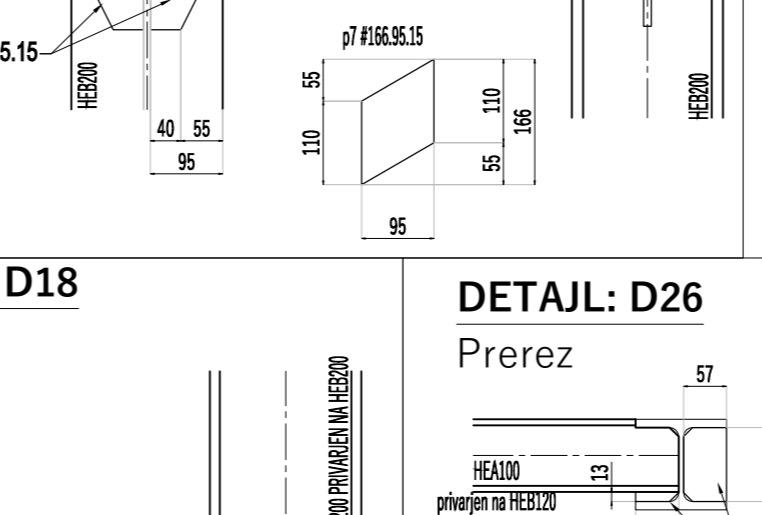 5.15
HEB200
40
55
95
p7 #166.95.15
55
110
110
55
166
95
HEB200
D18
DETAJL: D26
Prerez
57
00 PRIVARJEN NA HEB200
HEA100
13
privarjen na HEB120